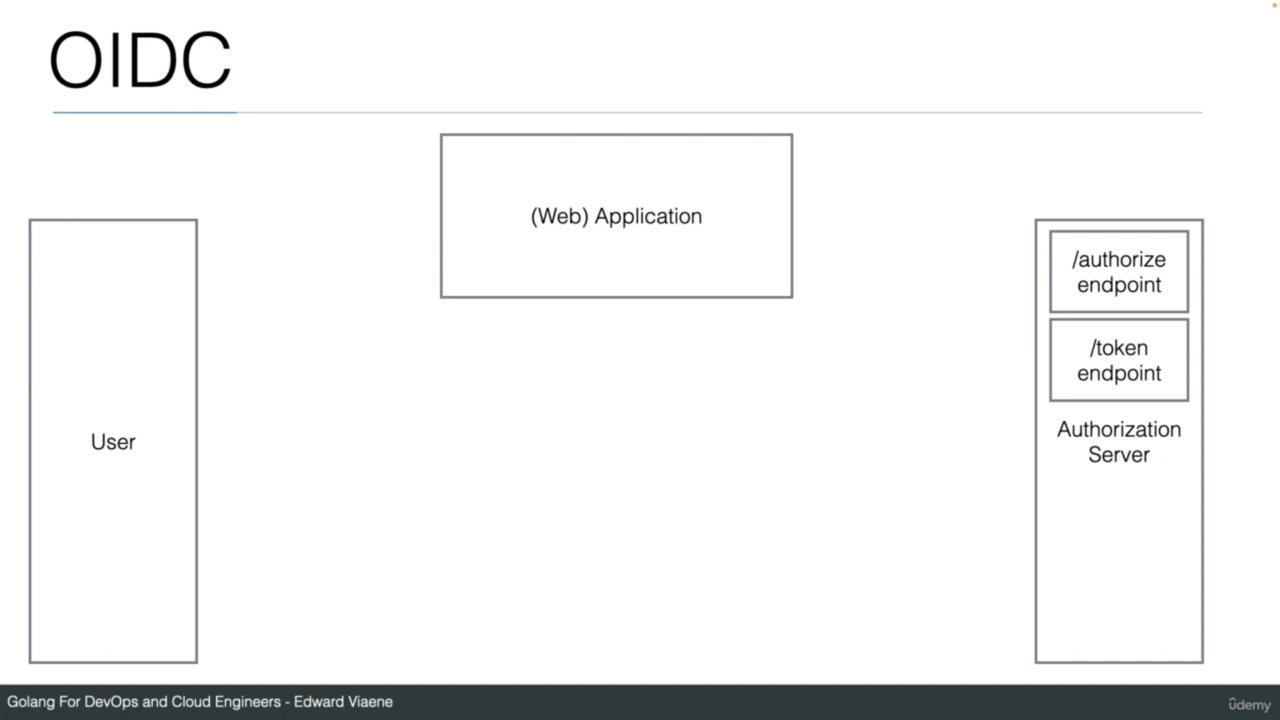 OIDC
(Web) Application
/authorize
endpoint
/token
endpoint
User
Authorization
Server
Golang For DevOps and Cloud Engineers - Edward Viaene
ûdemy